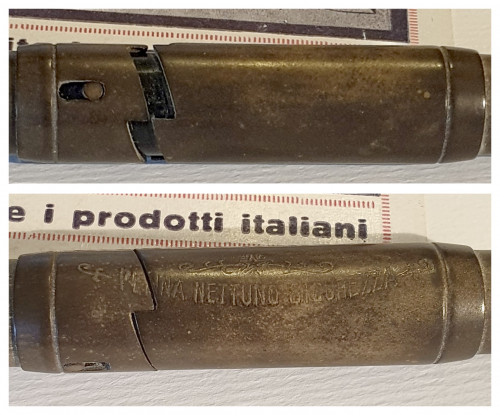 e i prodotti italiani
PENNA NETTUNO SICUREZZA